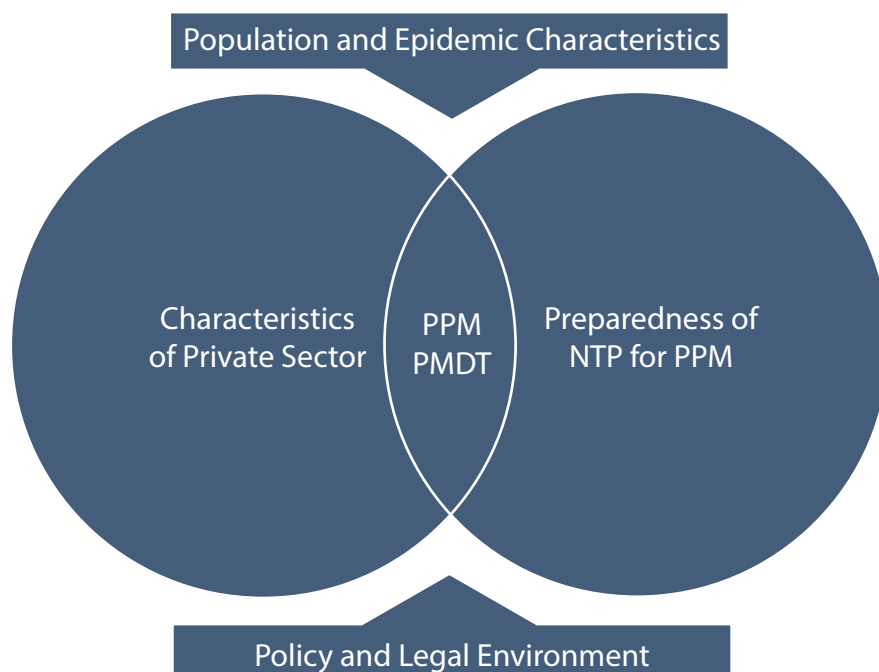 Population and Epidemic Characteristics
Characteristics
of Private Sector
PPM
PMDT
Preparedness of
NTP for PPM
Policy and Legal Environment